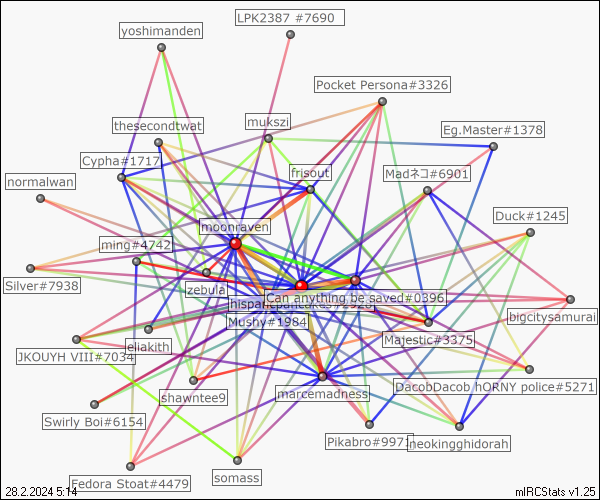 LPK2387 #7690
yoshimanden
Pocket Persona#3326
mukszi
thesecondtwat
Eg.Master#1378
Cypha#1717
frisout
Madネコ#6901
normalwan
Duck#1245
moonraven
ming#4742
Silver#7938
zebula
Can anything be saved#0396
bigcitysamurai
Mushy#1984
Majestic#3375
eliakith
JKOUYH VIII#7034
DacobDacob hORNY police#5271
marcemadness
shawntee9
Swirly Boi#6154
Pikabro#9971
neokingghidorah
somass
Fedora Stoat#4479
28.2.2024 5:14
mIRCStats v1.25